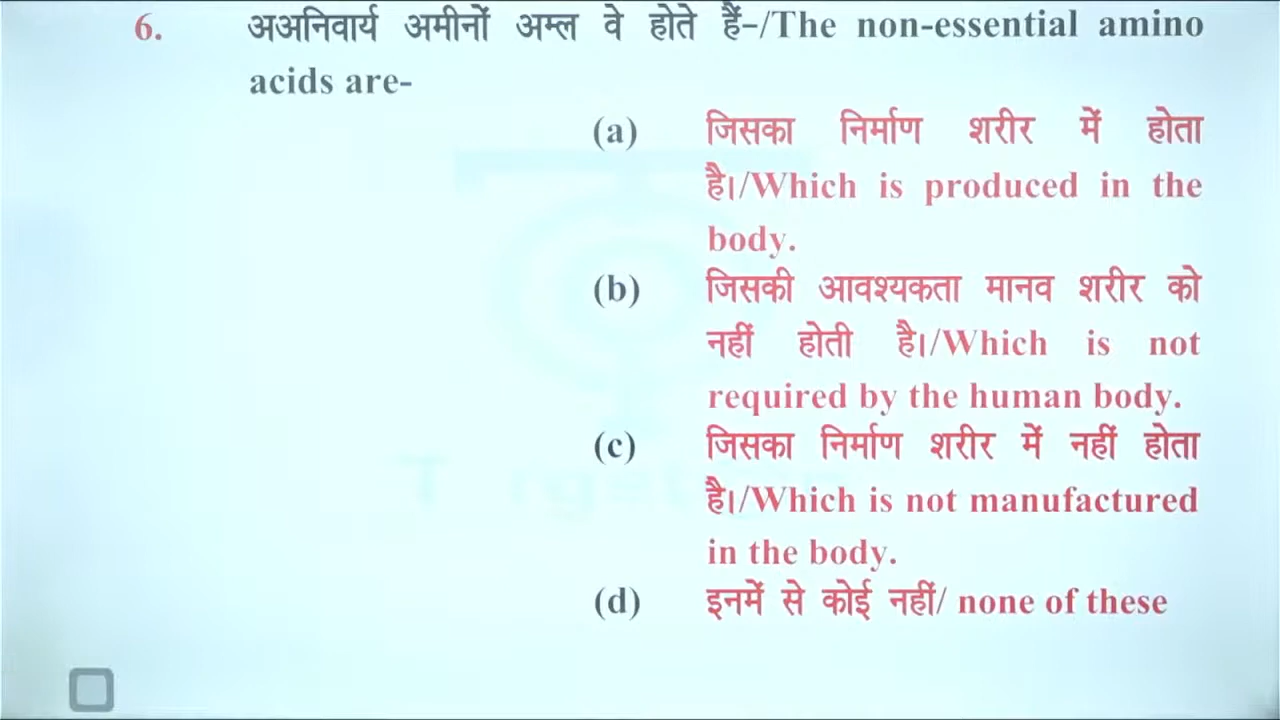 6. अअनिवार्य अमीनों अम्ल वे होते हैं-/The non-essential amino
acids are-
(a) जिसका निर्माण शरीर में होता
है।/Which is produced in the
body.
(b) जिसकी आवश्यकता मानव शरीर को
नहीं होती है।/Which is not
required by the human body.
(c) जिसका निर्माण शरीर में नहीं होता
है।/Which is not manufactured
in the body.
(d) इनमें से कोई नहीं/ none of these